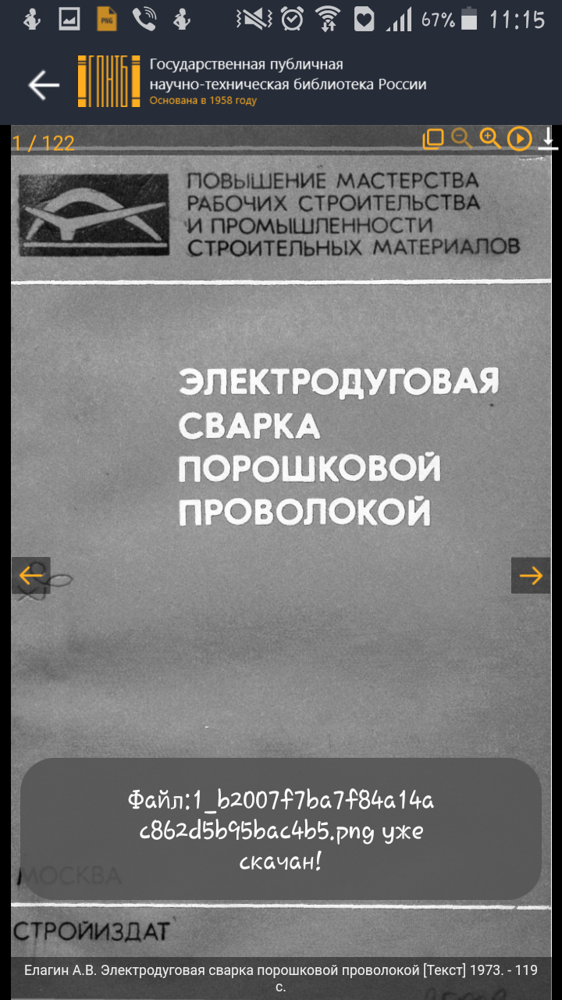 PNG
67%
11:15
ГПНТБ
Государственная публичная
научно-техническая библиотека России
Основана в 1958 году
1 / 122
ПОВЫШЕНИЕ МАСТЕРСТВА
РАБОЧИХ СТРОИТЕЛЬСТВА
И ПРОМЫШЛЕННОСТИ
СТРОИТЕЛЬНЫХ МАТЕРИАЛОВ
ЭЛЕКТРОДУГОВАЯ
СВАРКА
ПОРОШКОВОЙ
ПРОВОЛОКОЙ
Файл:1_b2007f7ba7f84a14a
c862d5b95bac4b5.png уже
скачан!
МОСКВА
СТРОЙИЗДАТ
Елагин А.В. Электродуговая сварка порошковой проволокой [Текст] 1973. - 119
с.